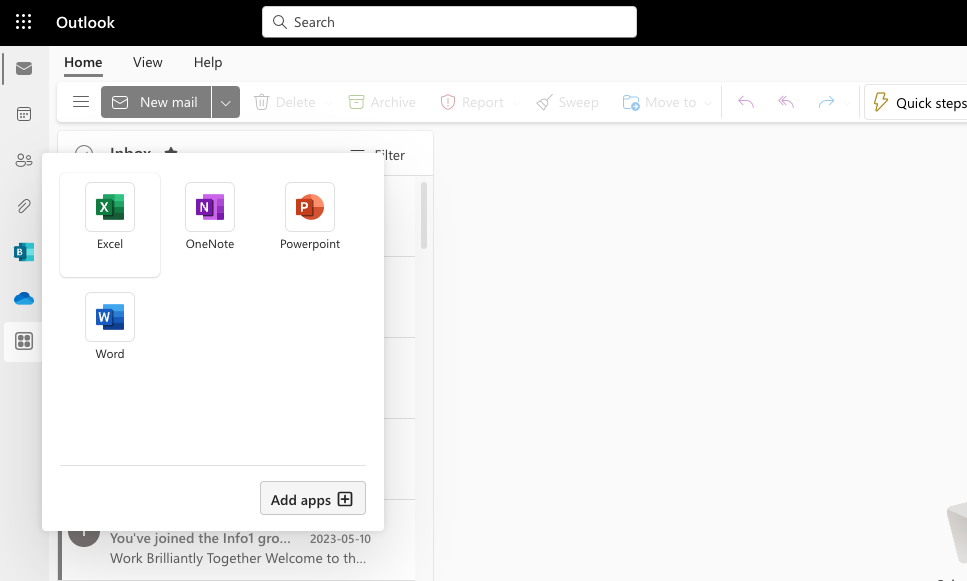 Outlook
Search
Home View Help
New mail Delete Archive Report Sweep Move to Quick steps
Inbox Filter
Excel OneNote Powerpoint
Word
Add apps
You've joined the Info1 gro... 2023-05-10
Work Brilliantly Together Welcome to th...